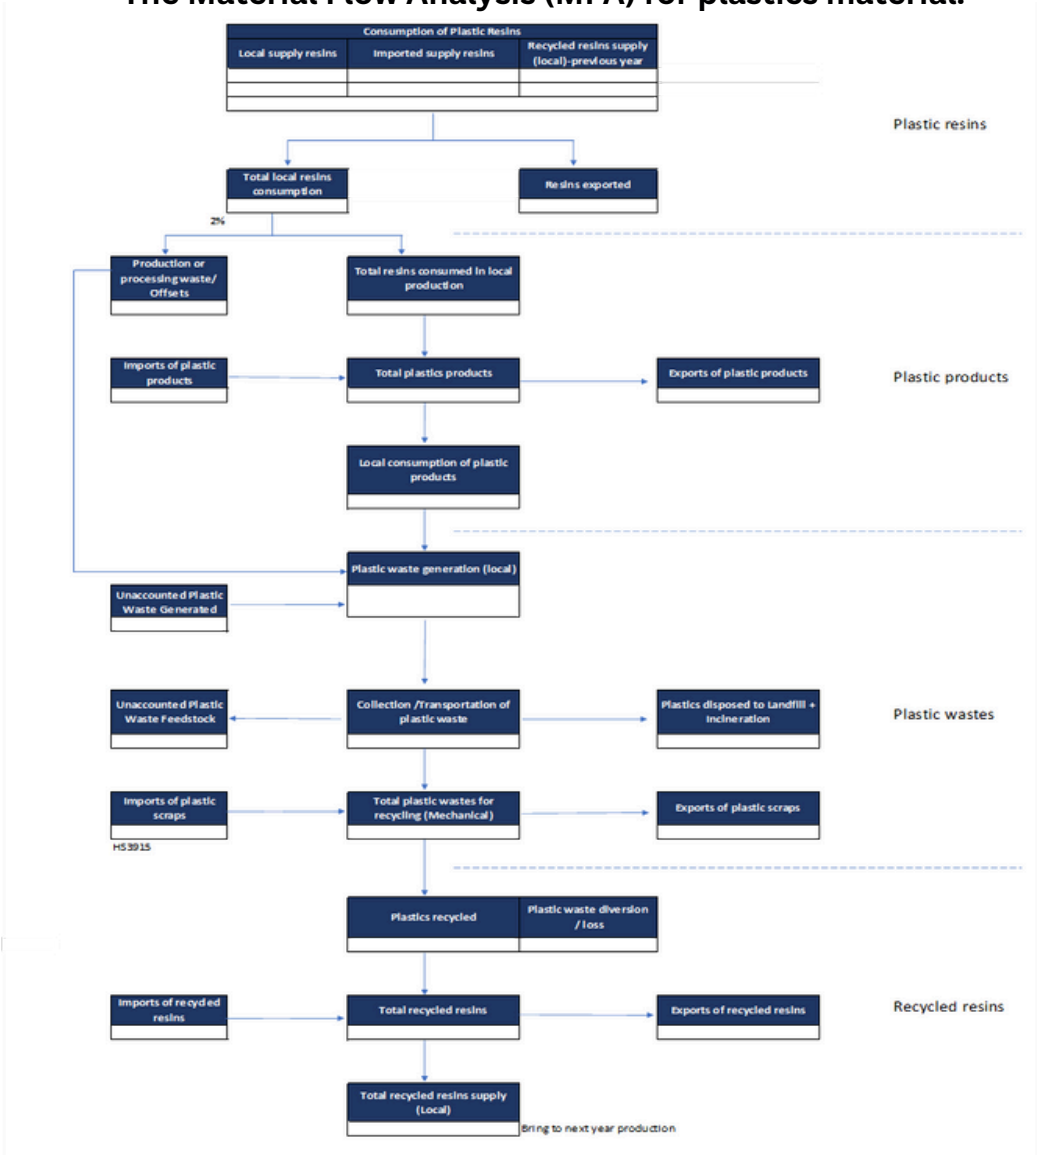 The Material Flow Analysis (MFA) for plastics material.
Consumption of Plastic Resins
Local supply resins
Imported supply resins
Recycled resins supply
(local)-previous year
Plastic resins
Total local resins
consumption
Resins exported
2%
Production or
processing waste/
Offsets
Total resins consumed in local
production
Imports of plastic
products
Total plastics products
Exports of plastic products
Plastic products
Local consumption of plastic
products
Plastic waste generation (local)
Unaccounted Plastic
Waste Generated
Unaccounted Plastic
Waste Feedstock
Collection /Transportation of
plastic waste
Plastics disposed to Landfill +
Incineration
Plastic wastes
Imports of plastic
scraps
Total plastic wastes for
recycling (Mechanical)
Exports of plastic scraps
HS3915
Plastics recycled
Plastic waste diversion
/ loss
Imports of recycled
resins
Total recycled resins
Exports of recycled resins
Recycled resins
Total recycled resins supply
(Local)
Bring to next year production